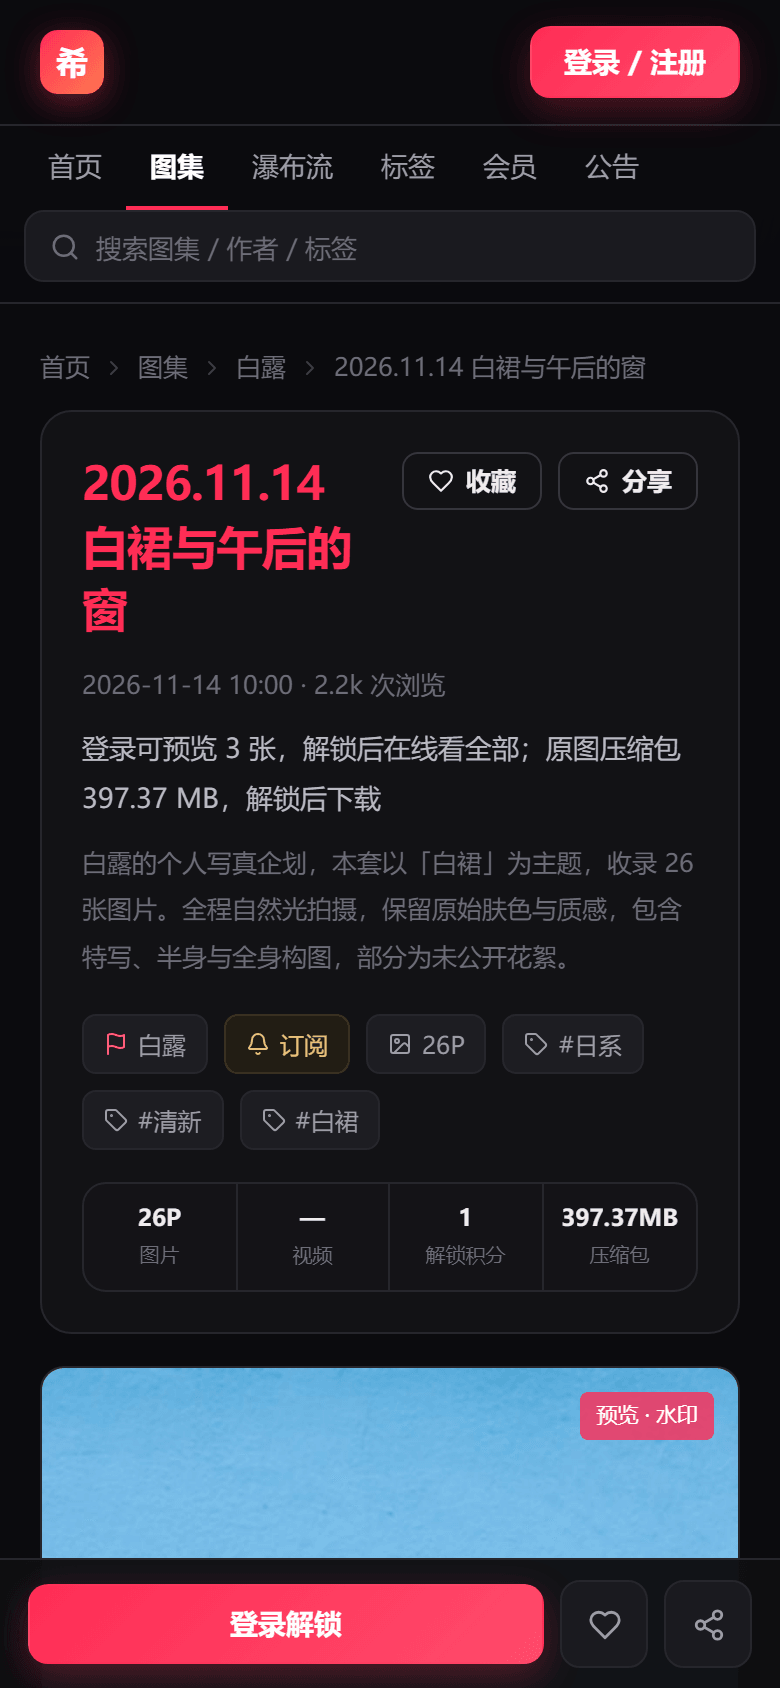 希
登录 / 注册
首页 图集 瀑布流 标签 会员 公告
搜索图集 / 作者 / 标签
首页 > 图集 > 白露 > 2026.11.14 白裙与午后的窗
2026.11.14
白裙与午后的
窗
收藏
分享
2026-11-14 10:00 · 2.2k 次浏览
登录可预览 3 张，解锁后在线看全部；原图压缩包
397.37 MB，解锁后下载
白露的个人写真企划，本套以「白裙」为主题，收录 26
张图片。全程自然光拍摄，保留原始肤色与质感，包含
特写、半身与全身构图，部分为未公开花絮。
白露 订阅 26P #日系
#清新 #白裙
26P — 1 397.37MB
图片 视频 解锁积分 压缩包
预览 · 水印
登录解锁